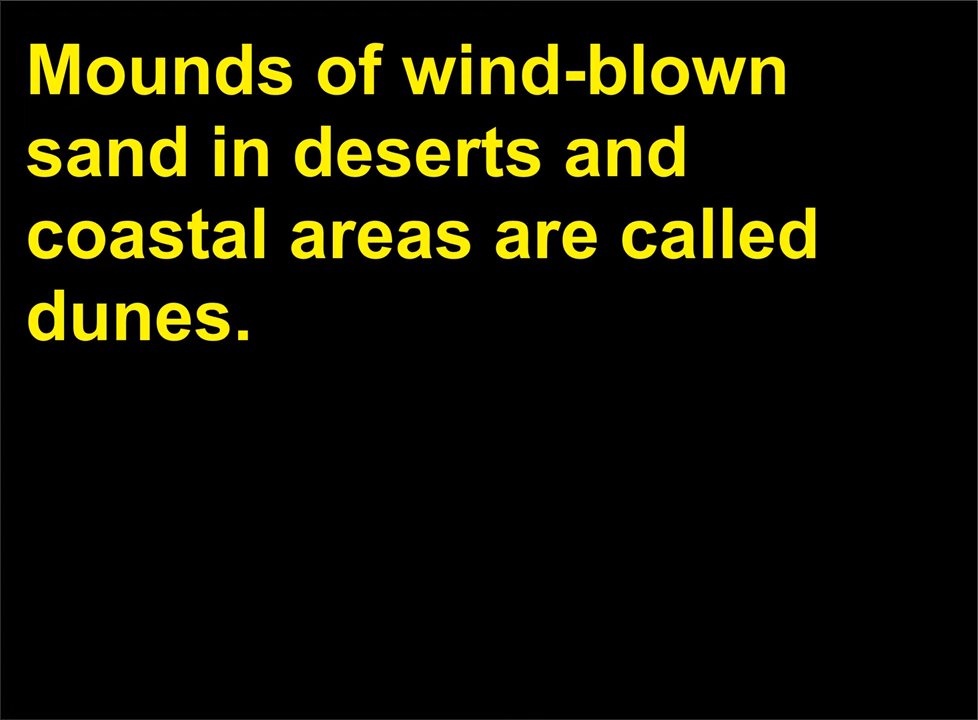 Mounds of wind-blown
sand in deserts and
coastal areas are called
dunes.